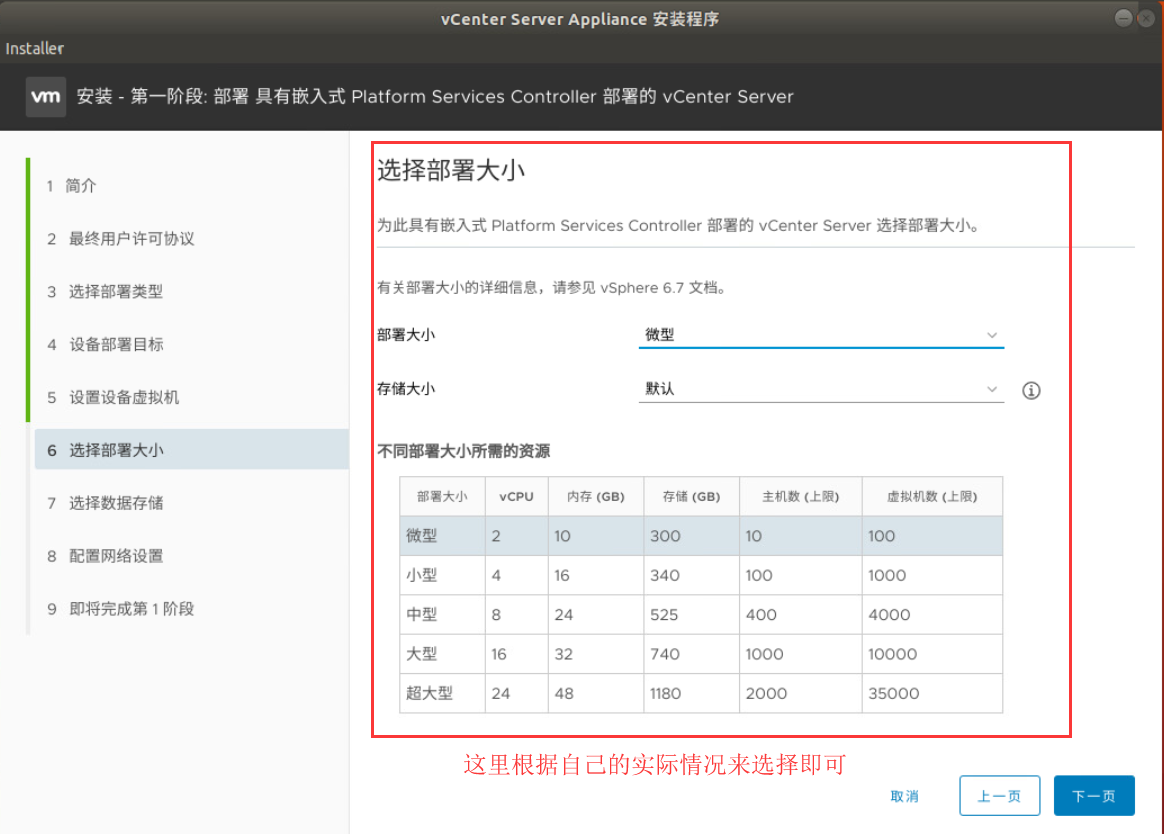 vCenter Server Appliance 安装程序
Installer
vm 安装 - 第一阶段: 部署 具有嵌入式 Platform Services Controller 部署的 vCenter Server
1 简介
2 最终用户许可协议
3 选择部署类型
4 设备部署目标
5 设置设备虚拟机
6 选择部署大小
7 选择数据存储
8 配置网络设置
9 即将完成第 1 阶段
选择部署大小
为此具有嵌入式 Platform Services Controller 部署的 vCenter Server 选择部署大小。
有关部署大小的详细信息，请参见 vSphere 6.7 文档。
部署大小 微型
存储大小 默认
不同部署大小所需的资源
部署大小 vCPU 内存 (GB) 存储 (GB) 主机数 (上限) 虚拟机数 (上限)
微型 2 10 300 10 100
小型 4 16 340 100 1000
中型 8 24 525 400 4000
大型 16 32 740 1000 10000
超大型 24 48 1180 2000 35000
这里根据自己的实际情况来选择即可
取消 上一页 下一页